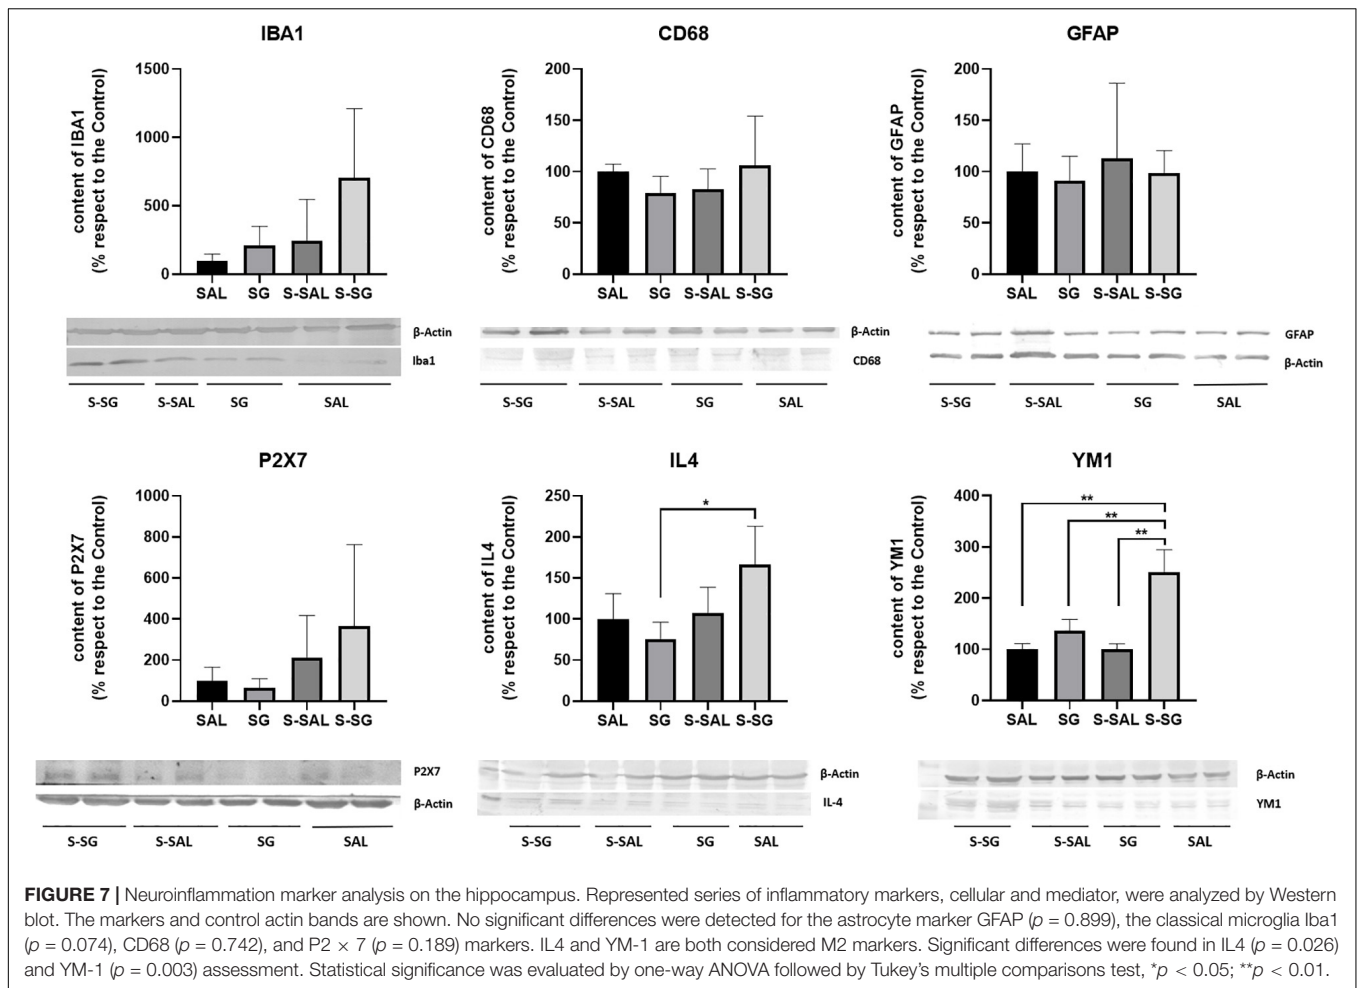 IBA1
content of IBA1
(% respect to the Control)
1500
1000
500
0
SAL SG S-SAL S-SG
β-Actin
Iba1
S-SG S-SAL SG SAL
CD68
content of CD68
(% respect to the Control)
200
150
100
50
0
SAL SG S-SAL S-SG
β-Actin
CD68
S-SG S-SAL SG SAL
GFAP
content of GFAP
(% respect to the Control)
200
150
100
50
0
SAL SG S-SAL S-SG
GFAP
β-Actin
S-SG S-SAL SG SAL
P2X7
content of P2X7
(% respect to the Control)
1000
800
600
400
200
0
SAL SG S-SAL S-SG
P2X7
β-Actin
S-SG S-SAL SG SAL
IL4
content of IL4
(% respect to the Control)
250
200
150
100
50
0
*
SAL SG S-SAL S-SG
β-Actin
IL-4
S-SG S-SAL SG SAL
YM1
content of YM1
(% respect to the Control)
400
300
200
100
0
**
**
**
SAL SG S-SAL S-SG
β-Actin
YM1
S-SG S-SAL SG SAL
FIGURE 7 | Neuroinflammation marker analysis on the hippocampus. Represented series of inflammatory markers, cellular and mediator, were analyzed by Western
blot. The markers and control actin bands are shown. No significant differences were detected for the astrocyte marker GFAP (p = 0.899), the classical microglia Iba1
(p = 0.074), CD68 (p = 0.742), and P2 × 7 (p = 0.189) markers. IL4 and YM-1 are both considered M2 markers. Significant differences were found in IL4 (p = 0.026)
and YM-1 (p = 0.003) assessment. Statistical significance was evaluated by one-way ANOVA followed by Tukey's multiple comparisons test, *p < 0.05; **p < 0.01.